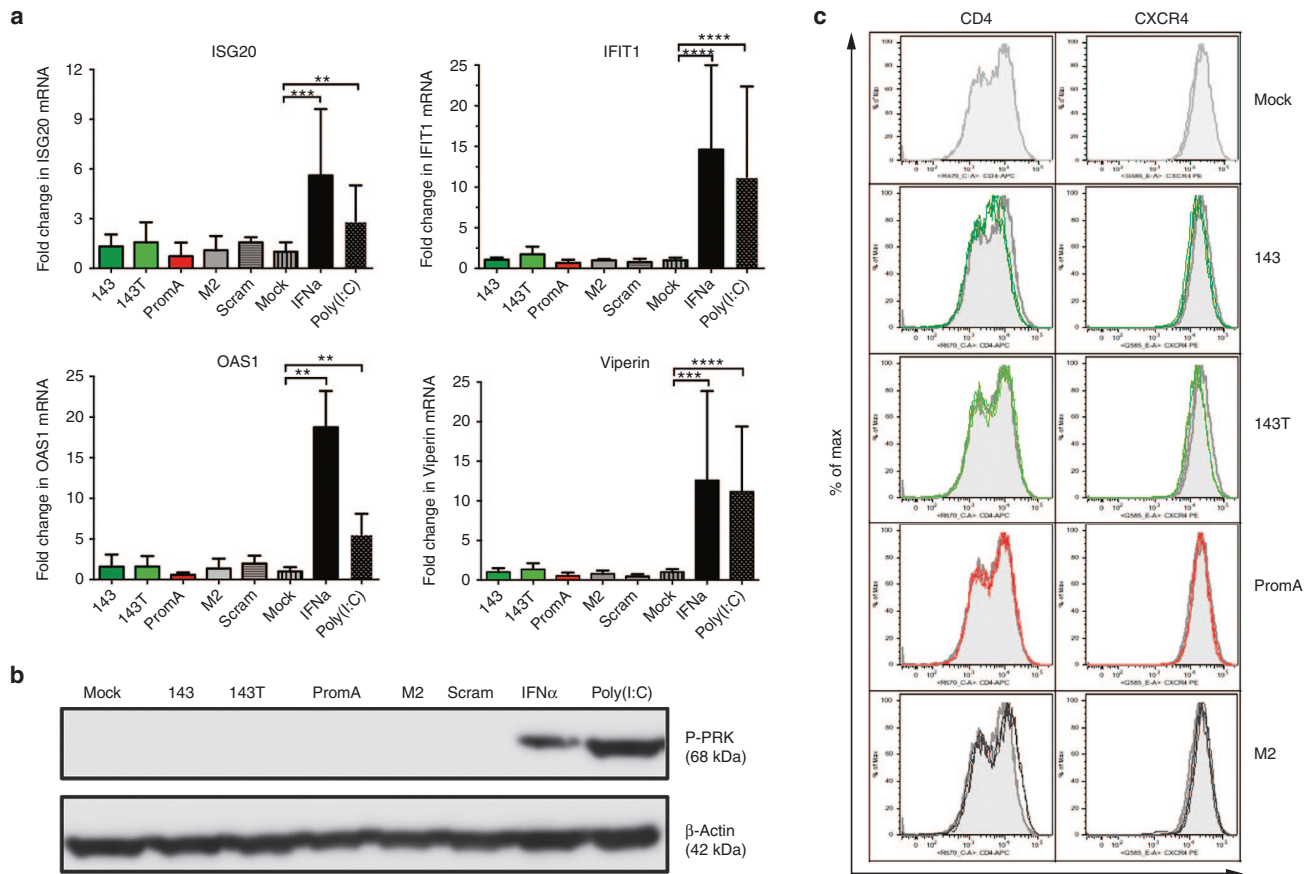 a
ISG20
Fold change in ISG20 mRNA
12
9
6
3
0
***
**
143
143T
PromA
M2
Scram
Mock
IFNa
Poly(I:C)
IFIT1
Fold change in IFIT1 mRNA
25
20
15
10
5
0
****
****
143
143T
PromA
M2
Scram
Mock
IFNa
Poly(I:C)
OAS1
Fold change in OAS1 mRNA
25
20
15
10
5
0
**
**
143
143T
PromA
M2
Scram
Mock
IFNa
Poly(I:C)
Viperin
Fold change in Viperin mRNA
25
20
15
10
5
0
***
****
143
143T
PromA
M2
Scram
Mock
IFNa
Poly(I:C)
b
Mock 143 143T PromA M2 Scram IFNα Poly(I:C)
P-PRK
(68 kDa)
β-Actin
(42 kDa)
c
CD4 CXCR4
% of max
Mock
143
143T
PromA
M2